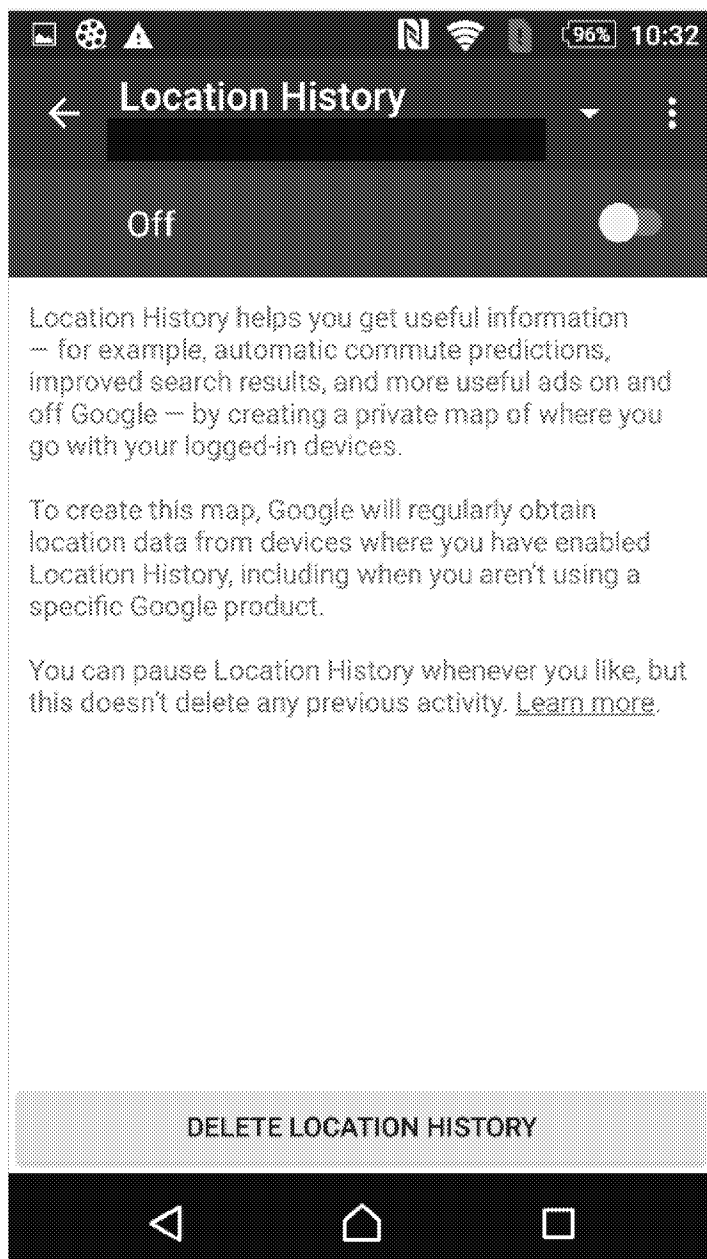 96% 10:32
Location History
Off
Location History helps you get useful information
— for example, automatic commute predictions,
improved search results, and more useful ads on and
off Google — by creating a private map of where you
go with your logged-in devices.
To create this map, Google will regularly obtain
location data from devices where you have enabled
Location History, including when you aren't using a
specific Google product.
You can pause Location History whenever you like, but
this doesn't delete any previous activity. Learn more.
DELETE LOCATION HISTORY